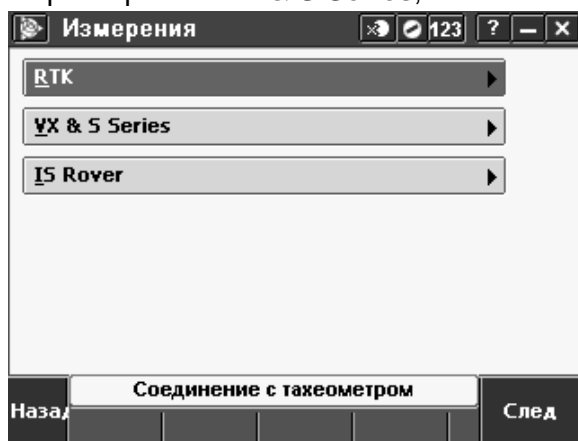 Измерения 123 ? — X
RTK
VX & S Series
IS Rover
Соединение с тахеометром
Назад
След